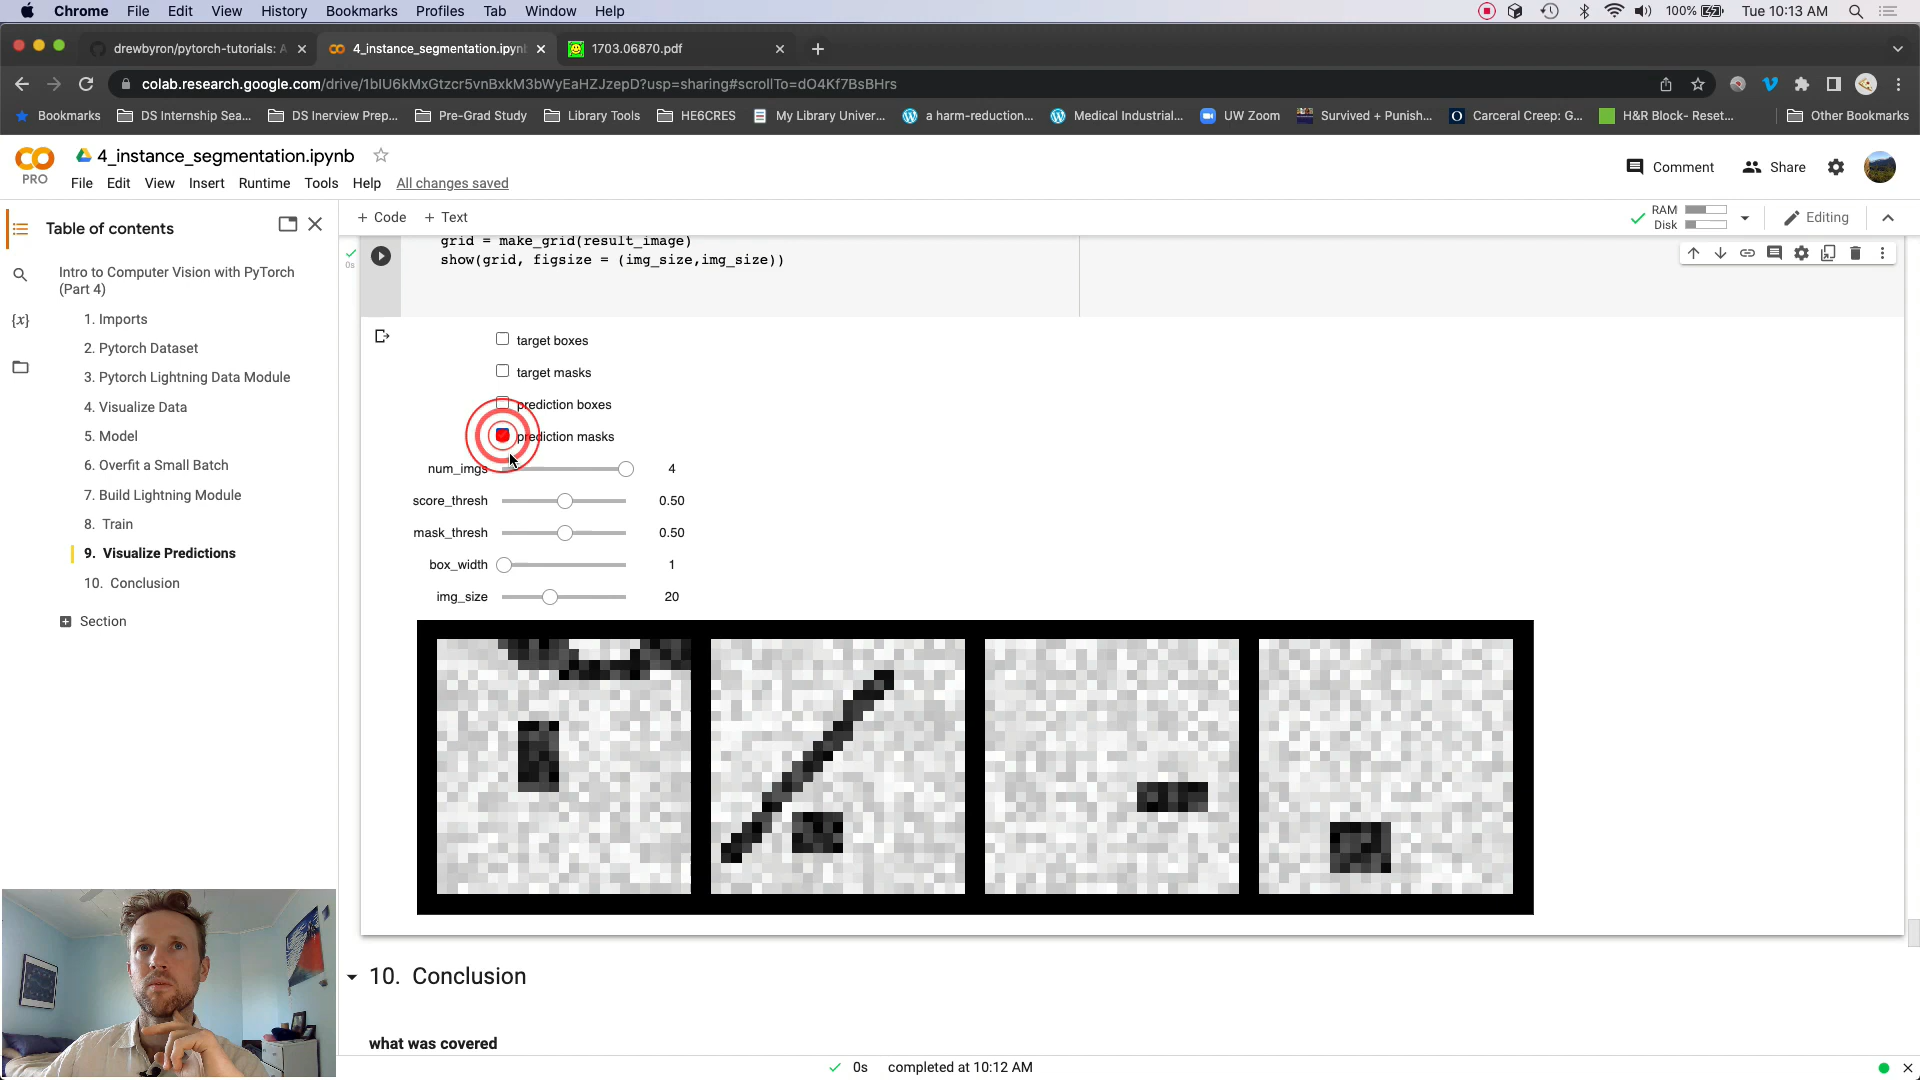 Chrome File Edit View History Bookmarks Profiles Tab Window Help 100% Tue 10:13 AM
drewbyron/pytorch-tutorials: A
4_instance_segmentation.ipyn
1703.06870.pdf
colab.research.google.com/drive/1bIU6kMxGtzcr5vnBxkM3bWyEaHZJzepD?usp=sharing#scrollTo=dO4Kf7BsBHrs
Bookmarks DS Internship Sea... DS Inerview Prep... Pre-Grad Study Library Tools HE6CRES My Library Univer... a harm-reduction... Medical Industrial... UW Zoom Survived + Punish... Carceral Creep: G... H&R Block- Reset... Other Bookmarks
PRO
4_instance_segmentation.ipynb
File Edit View Insert Runtime Tools Help All changes saved
Comment Share
+ Code + Text
RAM
Disk
Editing
Table of contents
Intro to Computer Vision with PyTorch
(Part 4)
1. Imports
2. Pytorch Dataset
3. Pytorch Lightning Data Module
4. Visualize Data
5. Model
6. Overfit a Small Batch
7. Build Lightning Module
8. Train
9. Visualize Predictions
10. Conclusion
Section
{x}
0s
grid = make_grid(result_image)
show(grid, figsize = (img_size,img_size))
target boxes
target masks
prediction boxes
prediction masks
num_imgs 4
score_thresh 0.50
mask_thresh 0.50
box_width 1
img_size 20
10. Conclusion
what was covered
0s completed at 10:12 AM